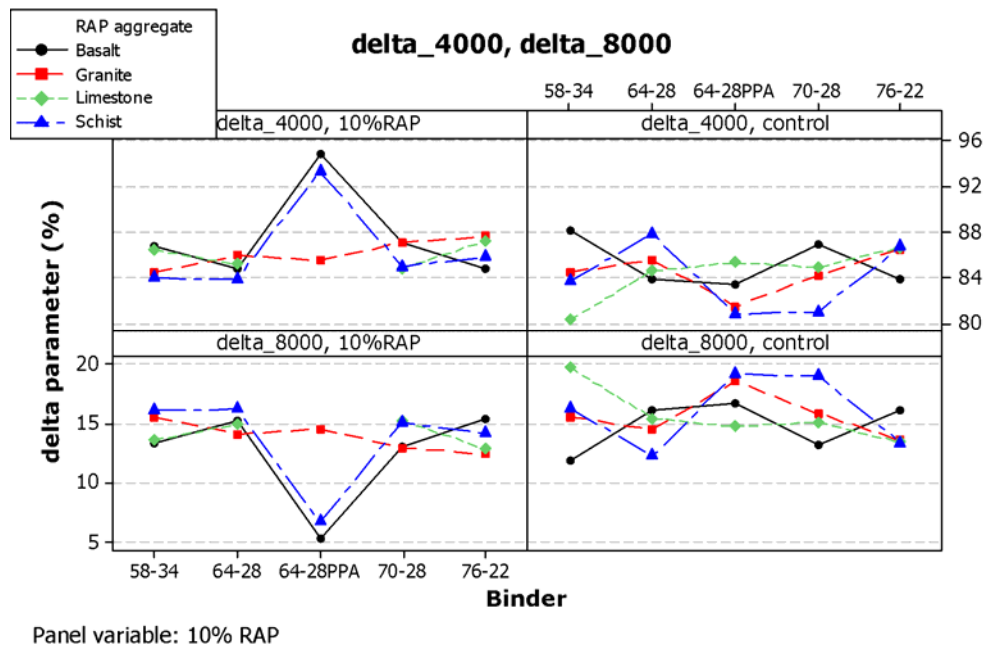 RAP aggregate
Basalt
Granite
Limestone
Schist
delta_4000, delta_8000
58-34 64-28 64-28PPA 70-28 76-22
delta_4000, 10%RAP
delta_4000, control
96
92
88
84
80
delta parameter (%)
delta_8000, 10%RAP
delta_8000, control
20
15
10
5
58-34 64-28 64-28PPA 70-28 76-22
Binder
Panel variable: 10% RAP